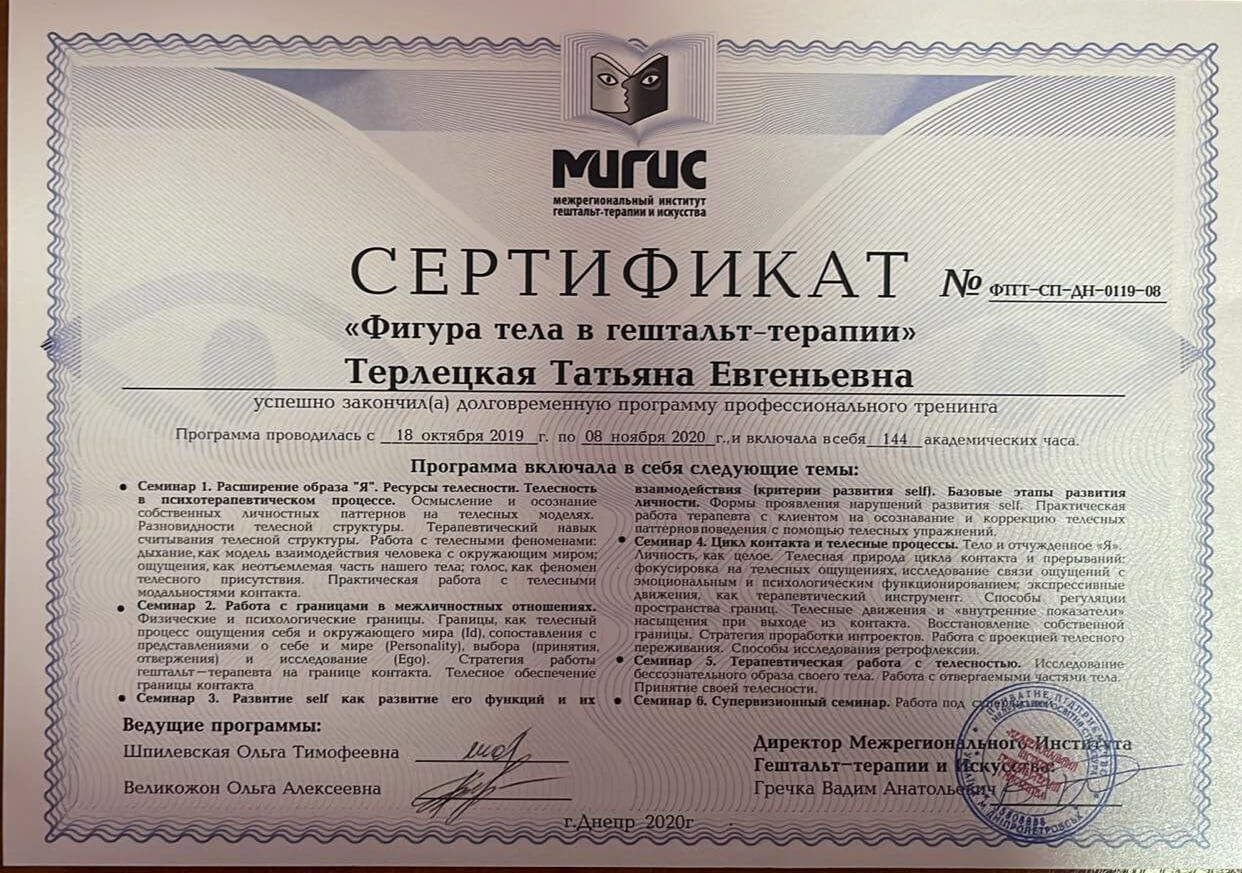 МИГИС
межрегиональный институт
гештальт-терапии и искусства
СЕРТИФИКАТ № ФТГТ-СП-ДН-0119-08
«Фигура тела в гештальт-терапии»
Терлецкая Татьяна Евгеньевна
успешно закончил(а) долговременную программу профессионального тренинга
Программа проводилась с 18 октября 2019 г. по 08 ноября 2020 г.,и включала в себя 144 академических часа.
Программа включала в себя следующие темы:
• Семинар 1. Расширение образа "Я". Ресурсы телесности. Телесность
в психотерапевтическом процессе. Осмысление и осознание
собственных личностных паттернов на телесных моделях.
Разновидности телесной структуры. Терапевтический навык
считывания телесной структуры. Работа с телесными феноменами:
дыхание, как модель взаимодействия человека с окружающим миром;
ощущения, как неотъемлемая часть нашего тела; голос, как феномен
телесного присутствия. Практическая работа с телесными
модальностями контакта.
• Семинар 2. Работа с границами в межличностных отношениях.
Физические и психологические границы. Границы, как телесный
процесс ощущения себя и окружающего мира (Id), сопоставления с
представлениями о себе и мире (Personality), выбора (принятия,
отвержения) и исследование (Ego). Стратегия работы
гештальт-терапевта на границе контакта. Телесное обеспечение
границы контакта
• Семинар 3. Развитие self как развитие его функций и их
взаимодействия (критерии развития self). Базовые этапы развития
личности. Формы проявления нарушений развития self. Практическая
работа терапевта с клиентом на осознавание и коррекцию телесных
паттернов поведения с помощью телесных упражнений.
• Семинар 4. Цикл контакта и телесные процессы. Тело и отчужденное «Я».
Личность, как целое. Телесная природа цикла контакта и прерываний:
фокусировка на телесных ощущениях, исследование связи ощущений с
эмоциональным и психологическим функционированием; экспрессивные
движения, как терапевтический инструмент. Способы регуляции
пространства границ. Телесные движения и «внутренние показатели»
насыщения при выходе из контакта. Восстановление собственной
границы. Стратегия проработки интроектов. Работа с проекцией телесного
переживания. Способы исследования ретрофлексии.
• Семинар 5. Терапевтическая работа с телесностью. Исследование
бессознательного образа своего тела. Работа с отвергаемыми частями тела.
Принятие своей телесности.
• Семинар 6. Супервизионный семинар. Работа под супервизией
Ведущие программы:
Шпилевская Ольга Тимофеевна
Великожон Ольга Алексеевна
Директор Межрегионального Института
Гештальт-терапии и Искусства:
Гречка Вадим Анатольевич
ПРИВАТНЕ ПІДПРИЄМСТВО
М. ДНІПРОПЕТРОВСЬК
г.Днепр 2020г